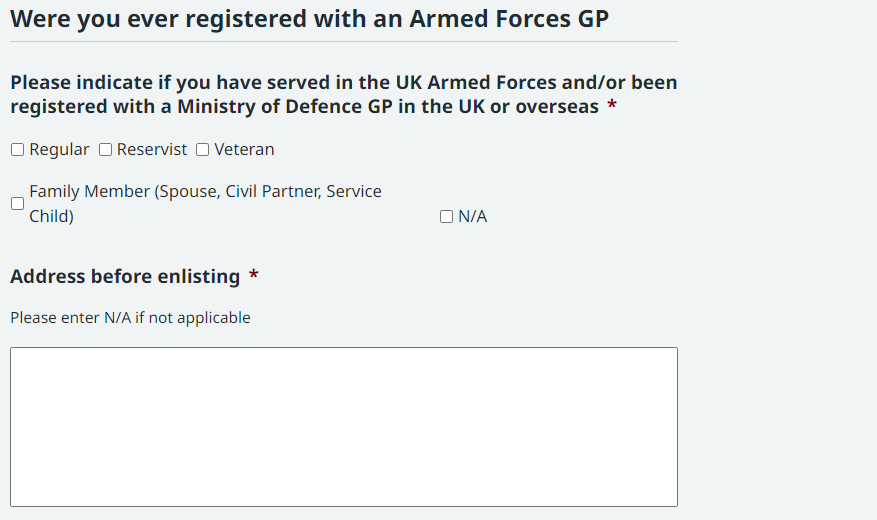 Were you ever registered with an Armed Forces GP
Please indicate if you have served in the UK Armed Forces and/or been
registered with a Ministry of Defence GP in the UK or overseas *
Regular Reservist Veteran
Family Member (Spouse, Civil Partner, Service
Child) N/A
Address before enlisting *
Please enter N/A if not applicable